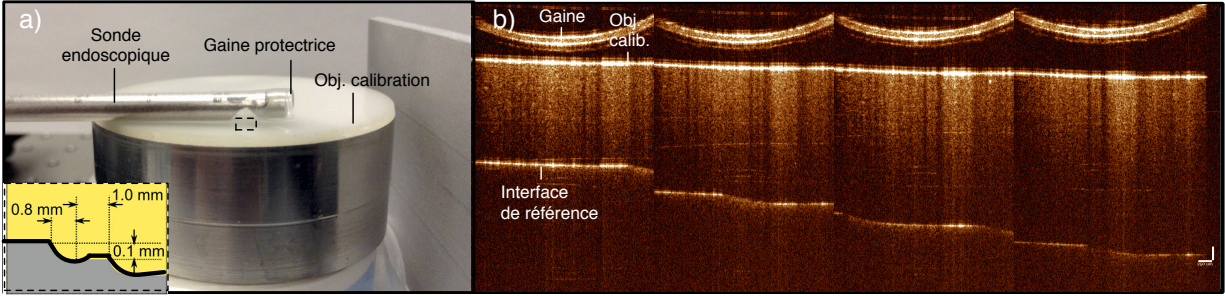 a)
Sonde
endoscopique
Gaine protectrice
Obj. calibration
1.0 mm
0.8 mm
0.1 mm
b)
Gaine
Obj.
calib.
Interface
de référence